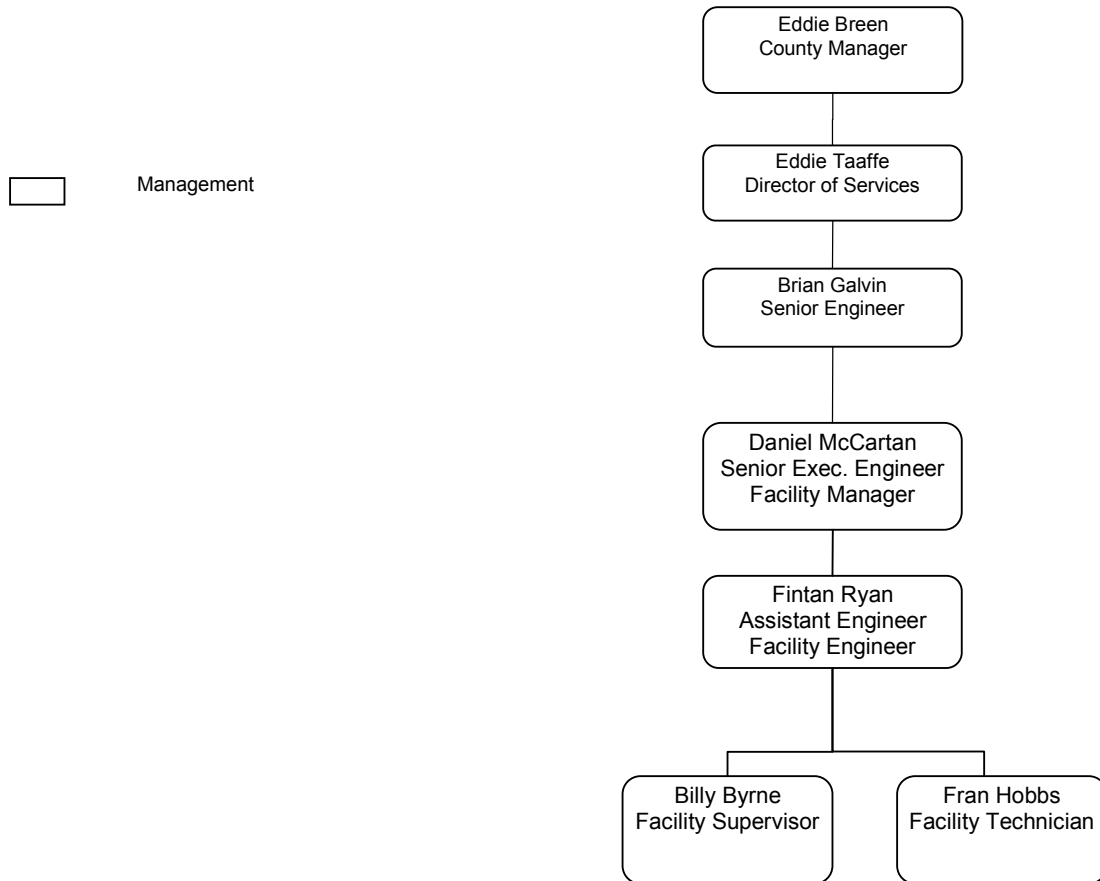 Eddie Breen
County Manager
Eddie Taaffe
Director of Services
Management
Brian Galvin
Senior Engineer
Daniel McCartan
Senior Exec. Engineer
Facility Manager
Fintan Ryan
Assistant Engineer
Facility Engineer
Billy Byrne
Facility Supervisor
Fran Hobbs
Facility Technician